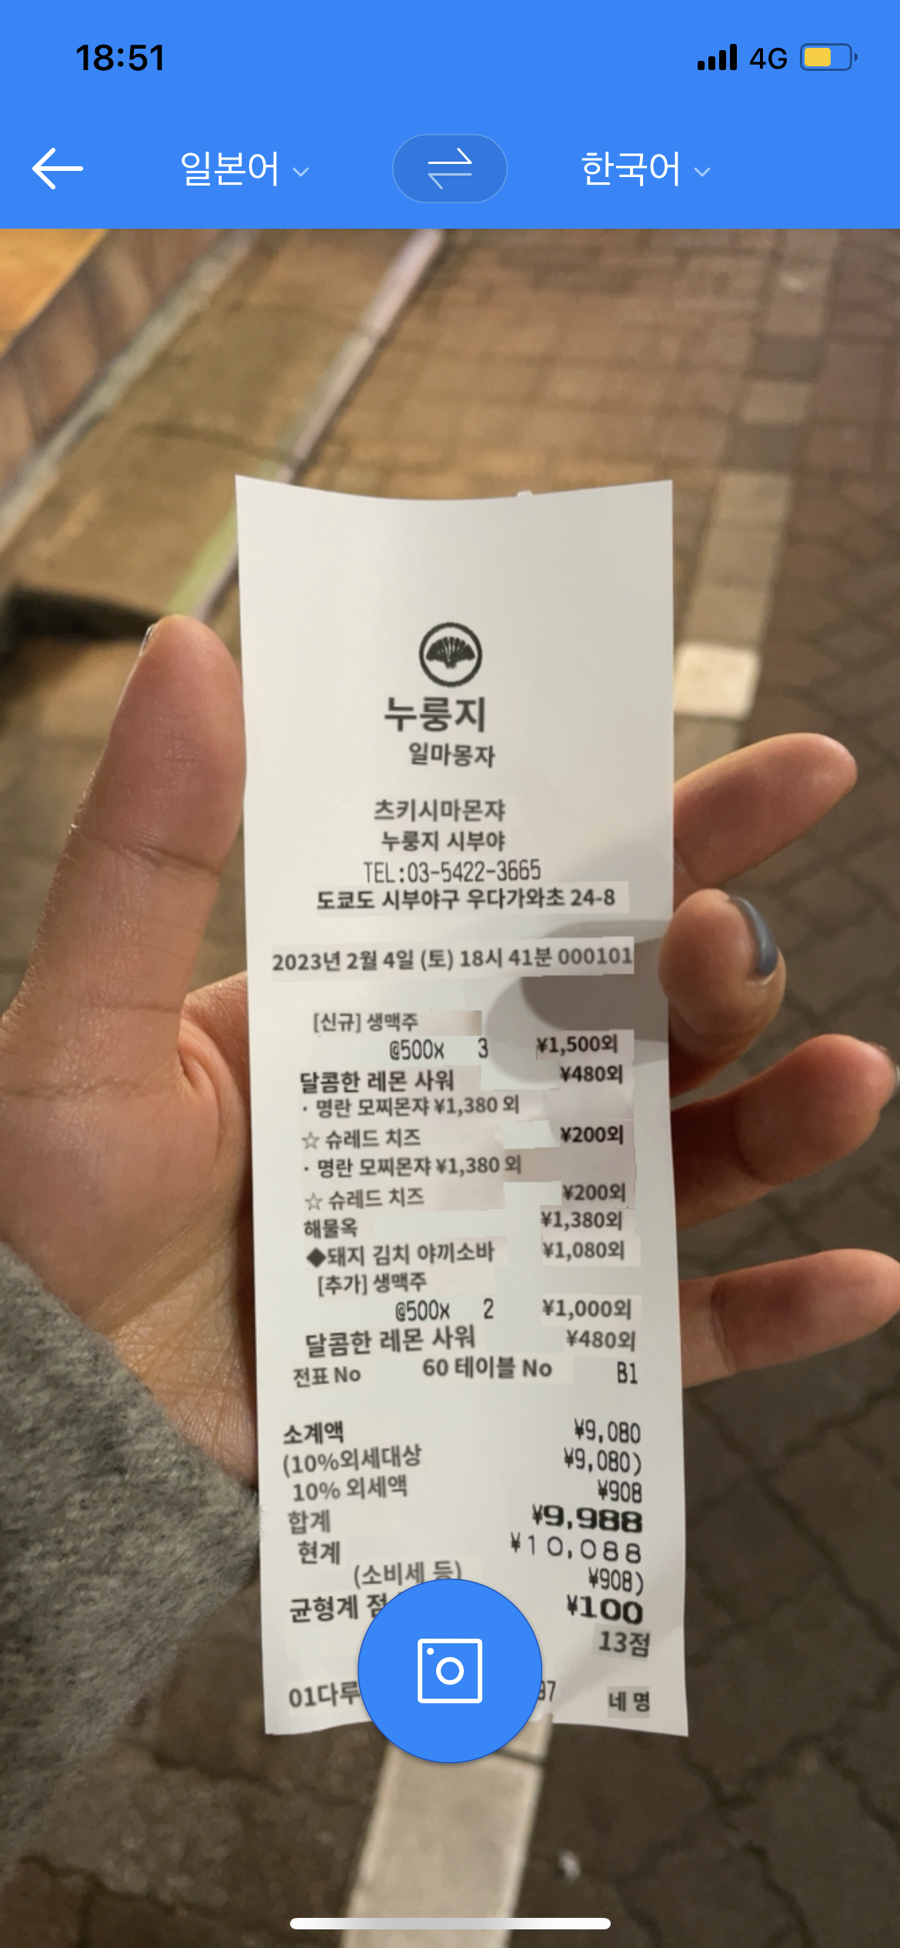 18:51
4G
일본어
한국어
누룽지
일마몽자
츠키시마몬쟈
누룽지 시부야
TEL:03-5422-3665
도쿄도 시부야구 우다가와초 24-8
2023년 2월 4일 (토) 18시 41분 000101
[신규] 생맥주
@500x 3 ¥1,500외
달콤한 레몬 사워 ¥480외
· 명란 모찌몬쟈 ¥1,380 외
☆ 슈레드 치즈 ¥200외
· 명란 모찌몬쟈 ¥1,380 외
☆ 슈레드 치즈 ¥200외
해물옥 ¥1,380외
◆돼지 김치 야끼소바 ¥1,080외
[추가] 생맥주
@500x 2 ¥1,000외
달콤한 레몬 사워 ¥480외
전표 No 60 테이블 No B1
소계액 ¥9,080
(10%외세대상 ¥9,080)
10% 외세액 ¥908
합계 ¥9,988
현계 ¥10,088
(소비세 등) ¥908)
균형계 ¥100
13점
01다루 네 명